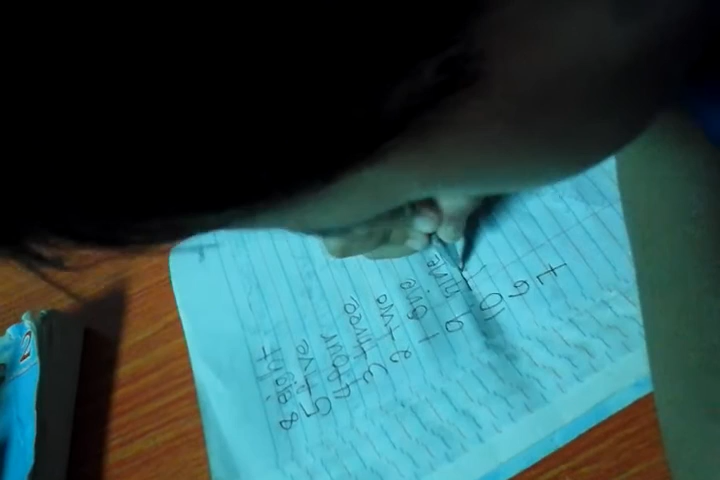 8 eight
5 five
4 four
3 three
2 two
1 one
9 nine
10
6
7